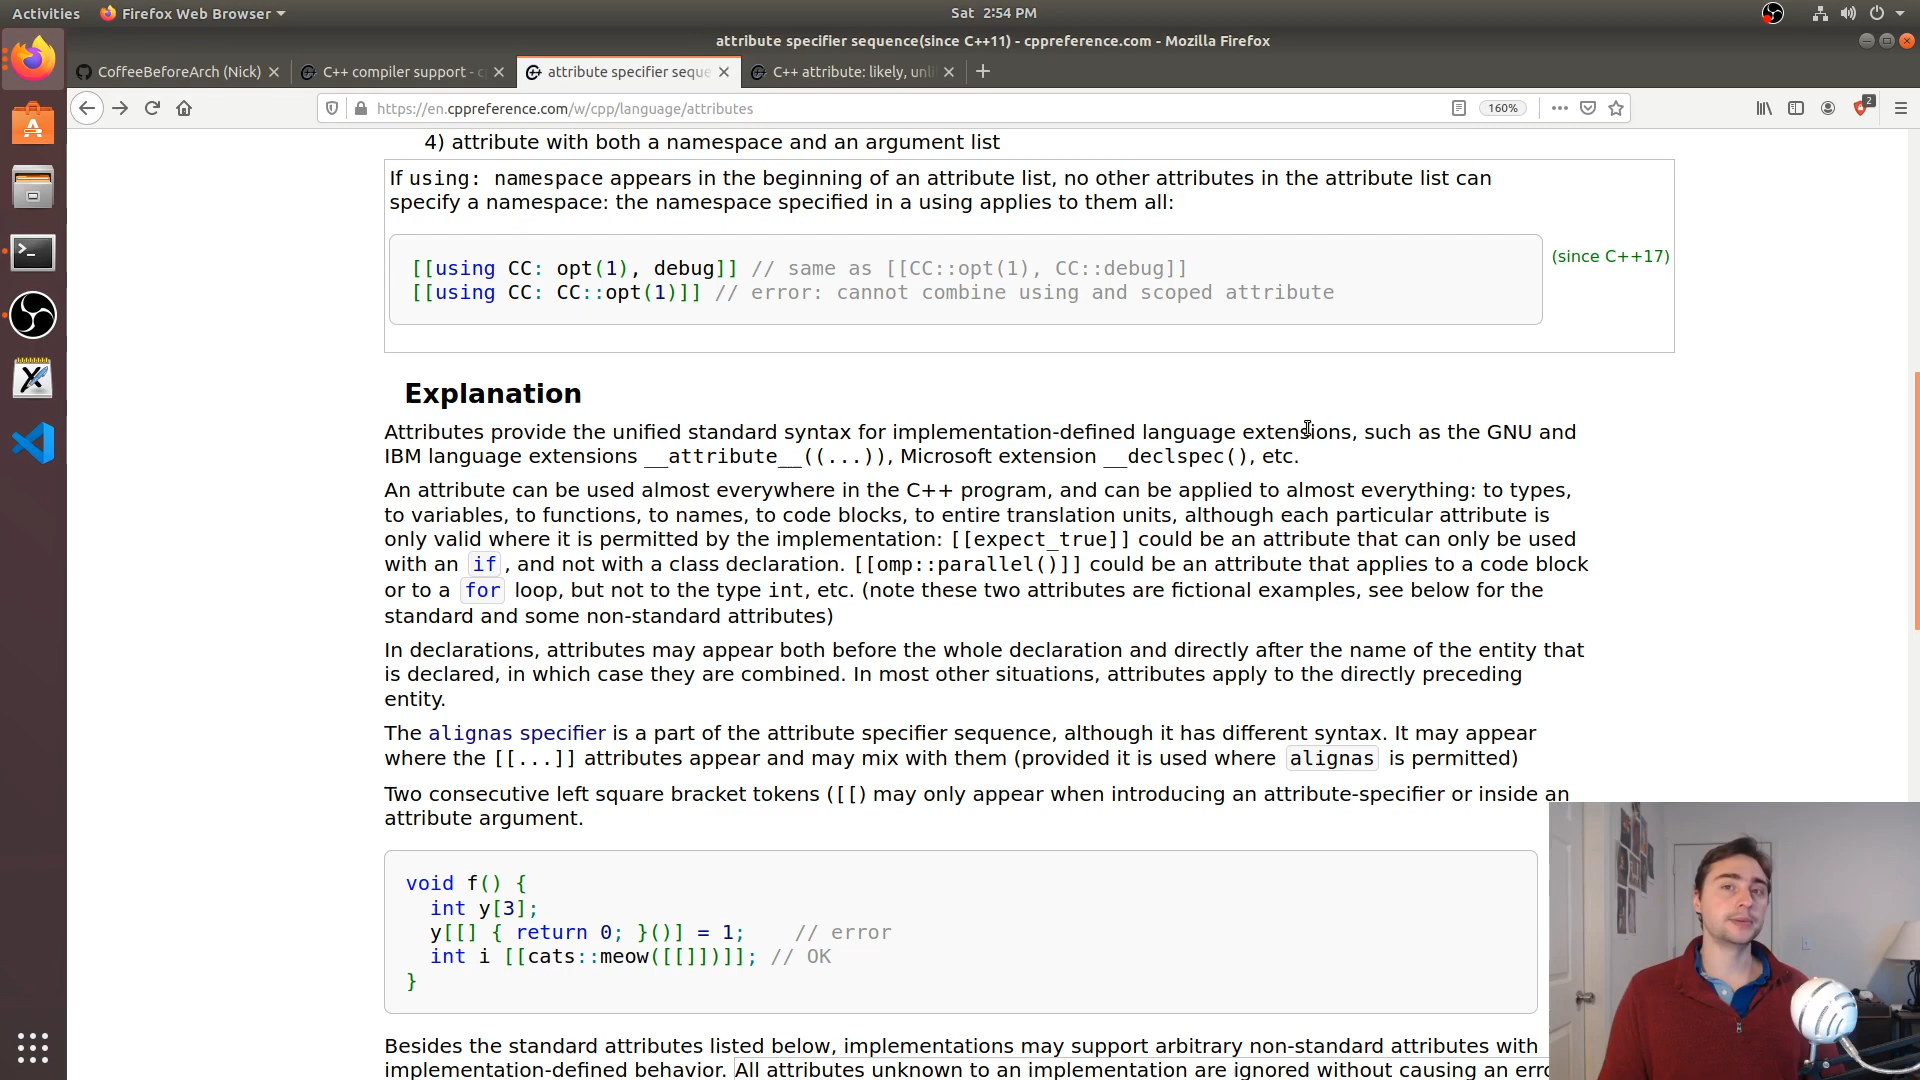 Activities Firefox Web Browser Sat 2:54 PM
attribute specifier sequence(since C++11) - cppreference.com - Mozilla Firefox
CoffeeBeforeArch (Nick) C++ compiler support - attribute specifier seque C++ attribute: likely,
https://en.cppreference.com/w/cpp/language/attributes 160% 2
4) attribute with both a namespace and an argument list
If using: namespace appears in the beginning of an attribute list, no other attributes in the attribute list can
specify a namespace: the namespace specified in a using applies to them all:
[[using CC: opt(1), debug]] // same as [[CC::opt(1), CC::debug]]
[[using CC: CC::opt(1)]] // error: cannot combine using and scoped attribute
(since C++17)
Explanation
Attributes provide the unified standard syntax for implementation-defined language extensions, such as the GNU and
IBM language extensions __attribute__((...)), Microsoft extension __declspec(), etc.
An attribute can be used almost everywhere in the C++ program, and can be applied to almost everything: to types,
to variables, to functions, to names, to code blocks, to entire translation units, although each particular attribute is
only valid where it is permitted by the implementation: [[expect_true]] could be an attribute that can only be used
with an if, and not with a class declaration. [[omp::parallel()]] could be an attribute that applies to a code block
or to a for loop, but not to the type int, etc. (note these two attributes are fictional examples, see below for the
standard and some non-standard attributes)
In declarations, attributes may appear both before the whole declaration and directly after the name of the entity that
is declared, in which case they are combined. In most other situations, attributes apply to the directly preceding
entity.
The alignas specifier is a part of the attribute specifier sequence, although it has different syntax. It may appear
where the [[...]] attributes appear and may mix with them (provided it is used where alignas is permitted)
Two consecutive left square bracket tokens ([[) may only appear when introducing an attribute-specifier or inside an
attribute argument.
void f() {
  int y[3];
  y[[] { return 0; }()] = 1;    // error
  int i [[cats::meow([[]])]]; // OK
}
Besides the standard attributes listed below, implementations may support arbitrary non-standard attributes with
implementation-defined behavior. All attributes unknown to an implementation are ignored without causing an erro